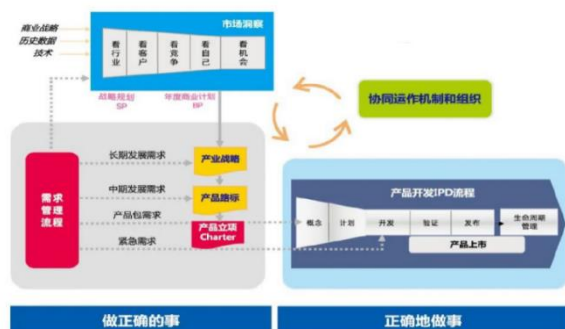 市场洞察
商业战略
历史数据
技术
看行业
看客户
看竞争
看自己
看机会
战略规划
SP
年度商业计划
BP
协同运作机制和组织
需求
管理
流程
长期发展需求
产业战略
中期发展需求
产品路标
产品包需求
产品立项
Charter
紧急需求
产品开发IPD流程
概念
计划
开发
验证
发布
生命周期
管理
产品上市
做正确的事
正确地做事